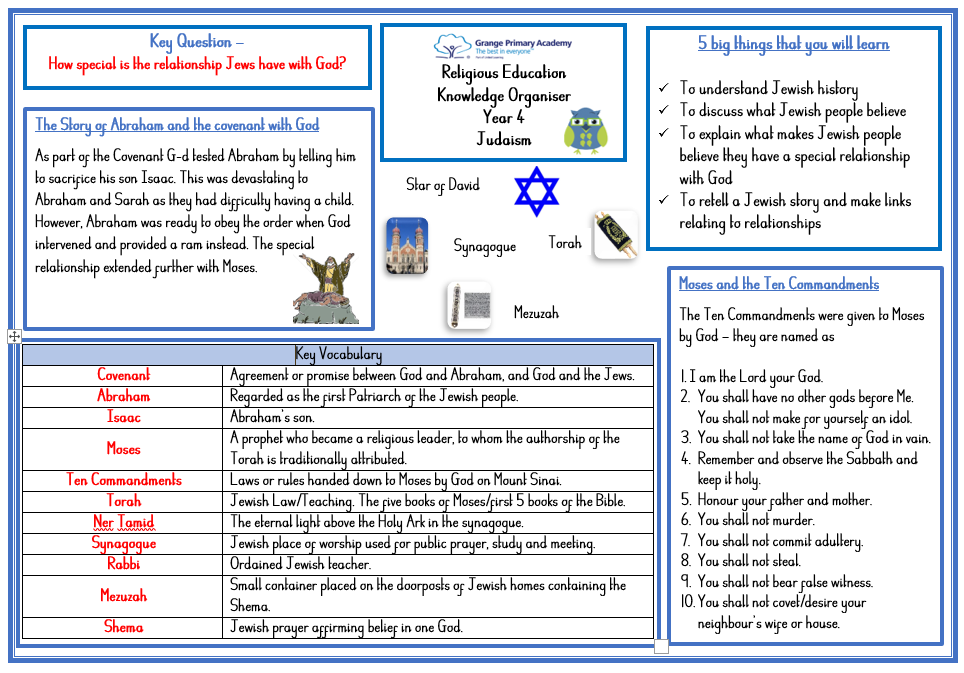 Key Question –
How special is the relationship Jews have with God?
Grange Primary Academy
The best in everyone™
Part of United Learning
Religious Education
Knowledge Organiser
Year 4
Judaism
5 big things that you will learn
✓ To understand Jewish history
✓ To discuss what Jewish people believe
✓ To explain what makes Jewish people
believe they have a special relationship
with God
✓ To retell a Jewish story and make links
relating to relationships
The Story of Abraham and the covenant with God
As part of the Covenant G-d tested Abraham by telling him
to sacrifice his son Isaac. This was devastating to
Abraham and Sarah as they had difficulty having a child.
However, Abraham was ready to obey the order when God
intervened and provided a ram instead. The special
relationship extended further with Moses.
Star of David
Synagogue
Torah
Mezuzah
Moses and the Ten Commandments
The Ten Commandments were given to Moses
by God – they are named as
1. I am the Lord your God.
2. You shall have no other gods before Me.
You shall not make for yourself an idol.
3. You shall not take the name of God in vain.
4. Remember and observe the Sabbath and
keep it holy.
5. Honour your father and mother.
6. You shall not murder.
7. You shall not commit adultery.
8. You shall not steal.
9. You shall not bear false witness.
10. You shall not covet/desire your
neighbour's wife or house.
Key Vocabulary
Covenant Agreement or promise between God and Abraham, and God and the Jews.
Abraham Regarded as the first Patriarch of the Jewish people.
Isaac Abraham's son.
Moses A prophet who became a religious leader, to whom the authorship of the
Torah is traditionally attributed.
Ten Commandments Laws or rules handed down to Moses by God on Mount Sinai.
Torah Jewish Law/Teaching. The five books of Moses/first 5 books of the Bible.
Ner Tamid The eternal light above the Holy Ark in the synagogue.
Synagogue Jewish place of worship used for public prayer, study and meeting.
Rabbi Ordained Jewish teacher.
Mezuzah Small container placed on the doorposts of Jewish homes containing the
Shema.
Shema Jewish prayer affirming belief in one God.